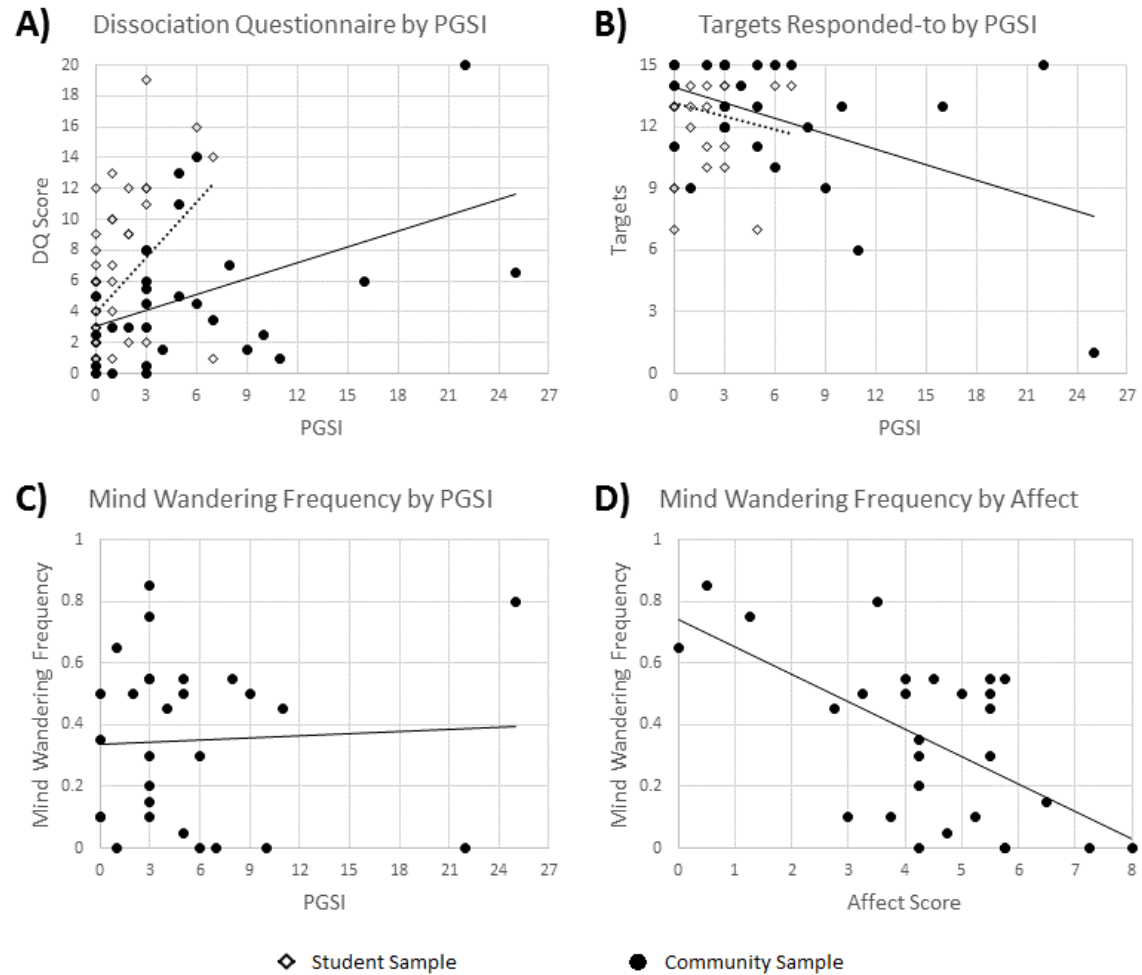 A) Dissociation Questionnaire by PGSI
20
18
16
14
12
10
8
6
4
2
0
DQ Score
0 3 6 9 12 15 18 21 24 27
PGSI
B) Targets Responded-to by PGSI
15
12
9
6
3
0
Targets
0 3 6 9 12 15 18 21 24 27
PGSI
C) Mind Wandering Frequency by PGSI
1
0.8
0.6
0.4
0.2
0
Mind Wandering Frequency
0 3 6 9 12 15 18 21 24 27
PGSI
D) Mind Wandering Frequency by Affect
1
0.8
0.6
0.4
0.2
0
Mind Wandering Frequency
0 1 2 3 4 5 6 7 8
Affect Score
Student Sample
Community Sample